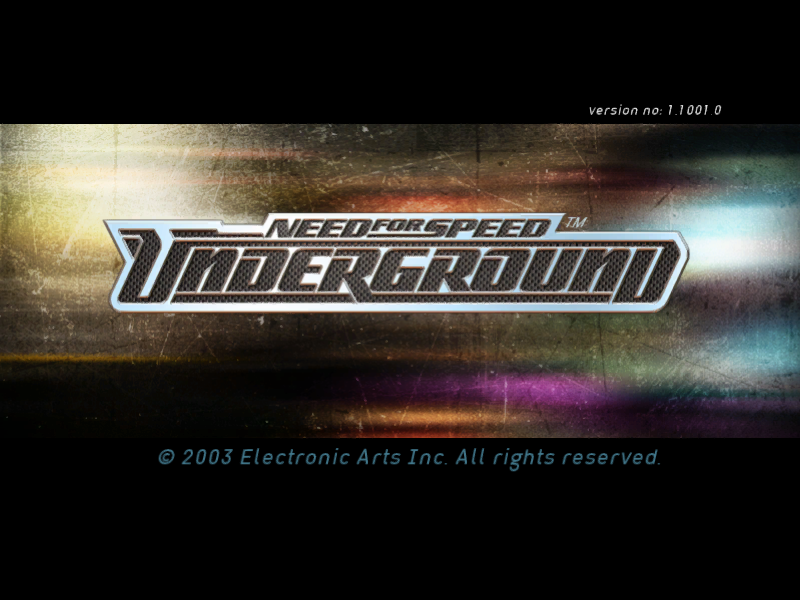 version no: 1.1001.0
NEED FOR SPEED™
UNDERGROUND
© 2003 Electronic Arts Inc. All rights reserved.